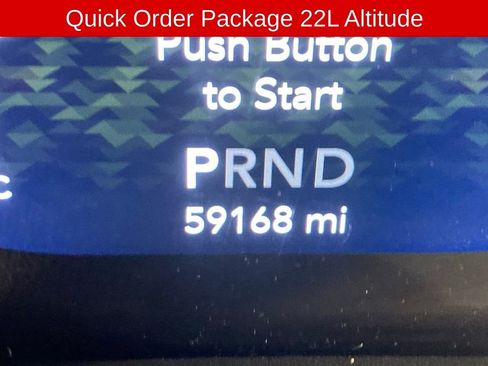 Quick Order Package 22L Altitude
Push Button
to Start
PRND
59168 mi